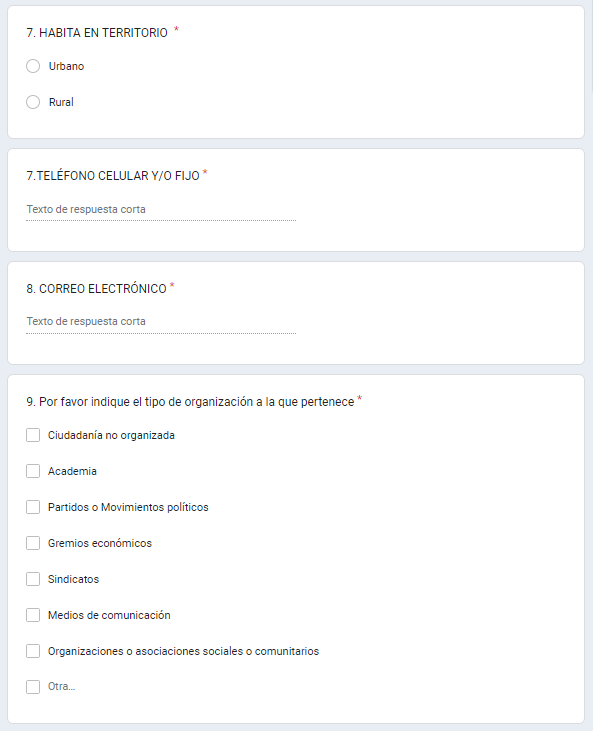 7. HABITA EN TERRITORIO *
Urbano
Rural
7.TELÉFONO CELULAR Y/O FIJO *
Texto de respuesta corta
8. CORREO ELECTRÓNICO *
Texto de respuesta corta
9. Por favor indique el tipo de organización a la que pertenece *
Ciudadanía no organizada
Academia
Partidos o Movimientos políticos
Gremios económicos
Sindicatos
Medios de comunicación
Organizaciones o asociaciones sociales o comunitarios
Otra...